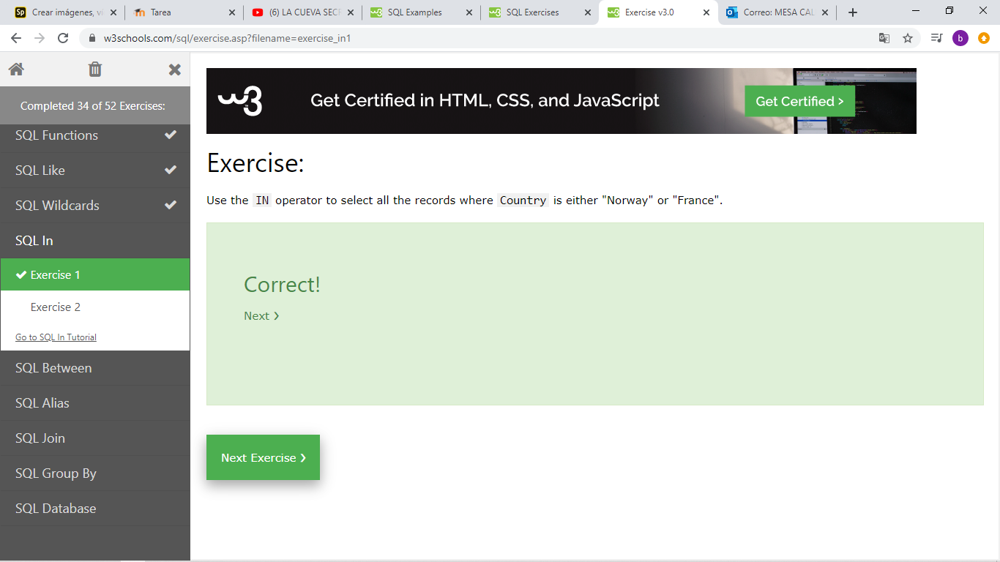 Crear imágenes, ví
Tarea
(6) LA CUEVA SECR
SQL Examples
SQL Exercises
Exercise v3.0
Correo: MESA CAL
w3schools.com/sql/exercise.asp?filename=exercise_in1
b
Completed 34 of 52 Exercises:
SQL Functions
SQL Like
SQL Wildcards
SQL In
Exercise 1
Exercise 2
Go to SQL In Tutorial
SQL Between
SQL Alias
SQL Join
SQL Group By
SQL Database
w3
Get Certified in HTML, CSS, and JavaScript
Get Certified >
Exercise:
Use the IN operator to select all the records where Country is either "Norway" or "France".
Correct!
Next ❯
Next Exercise ❯